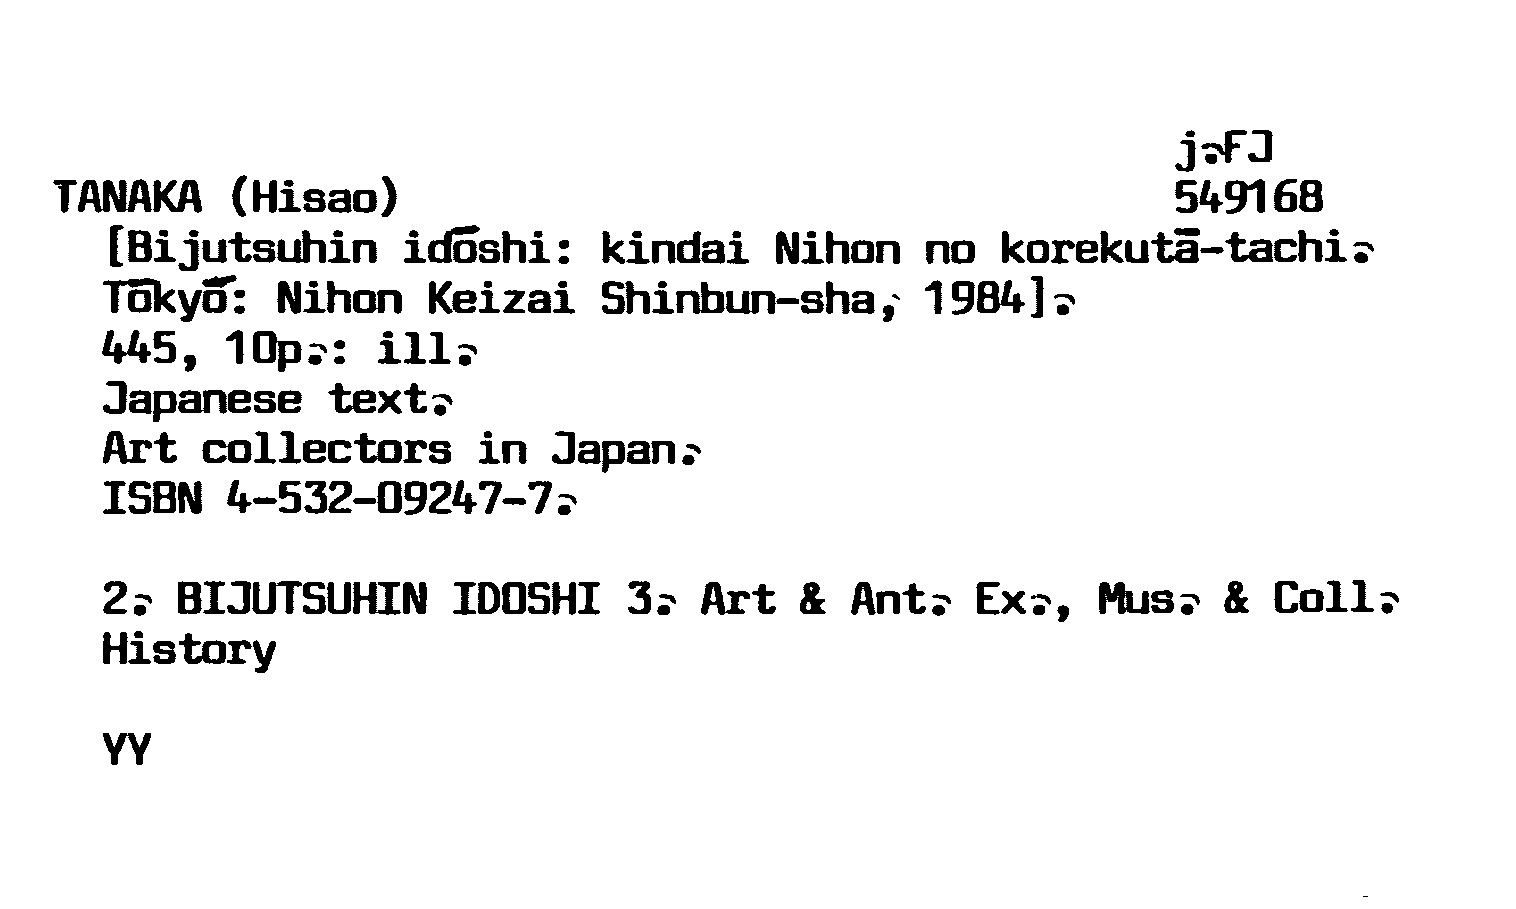 j.FJ
TANAKA (Hisao) 549168
[Bijutsuhin idōshi: kindai Nihon no korekutā-tachi.
Tōkyō: Nihon Keizai Shinbun-sha, 1984].
445, 10p.: ill.
Japanese text.
Art collectors in Japan.
ISBN 4-532-09247-7.
2. BIJUTSUHIN IDOSHI 3. Art & Ant. Ex., Mus. & Coll.
History
YY